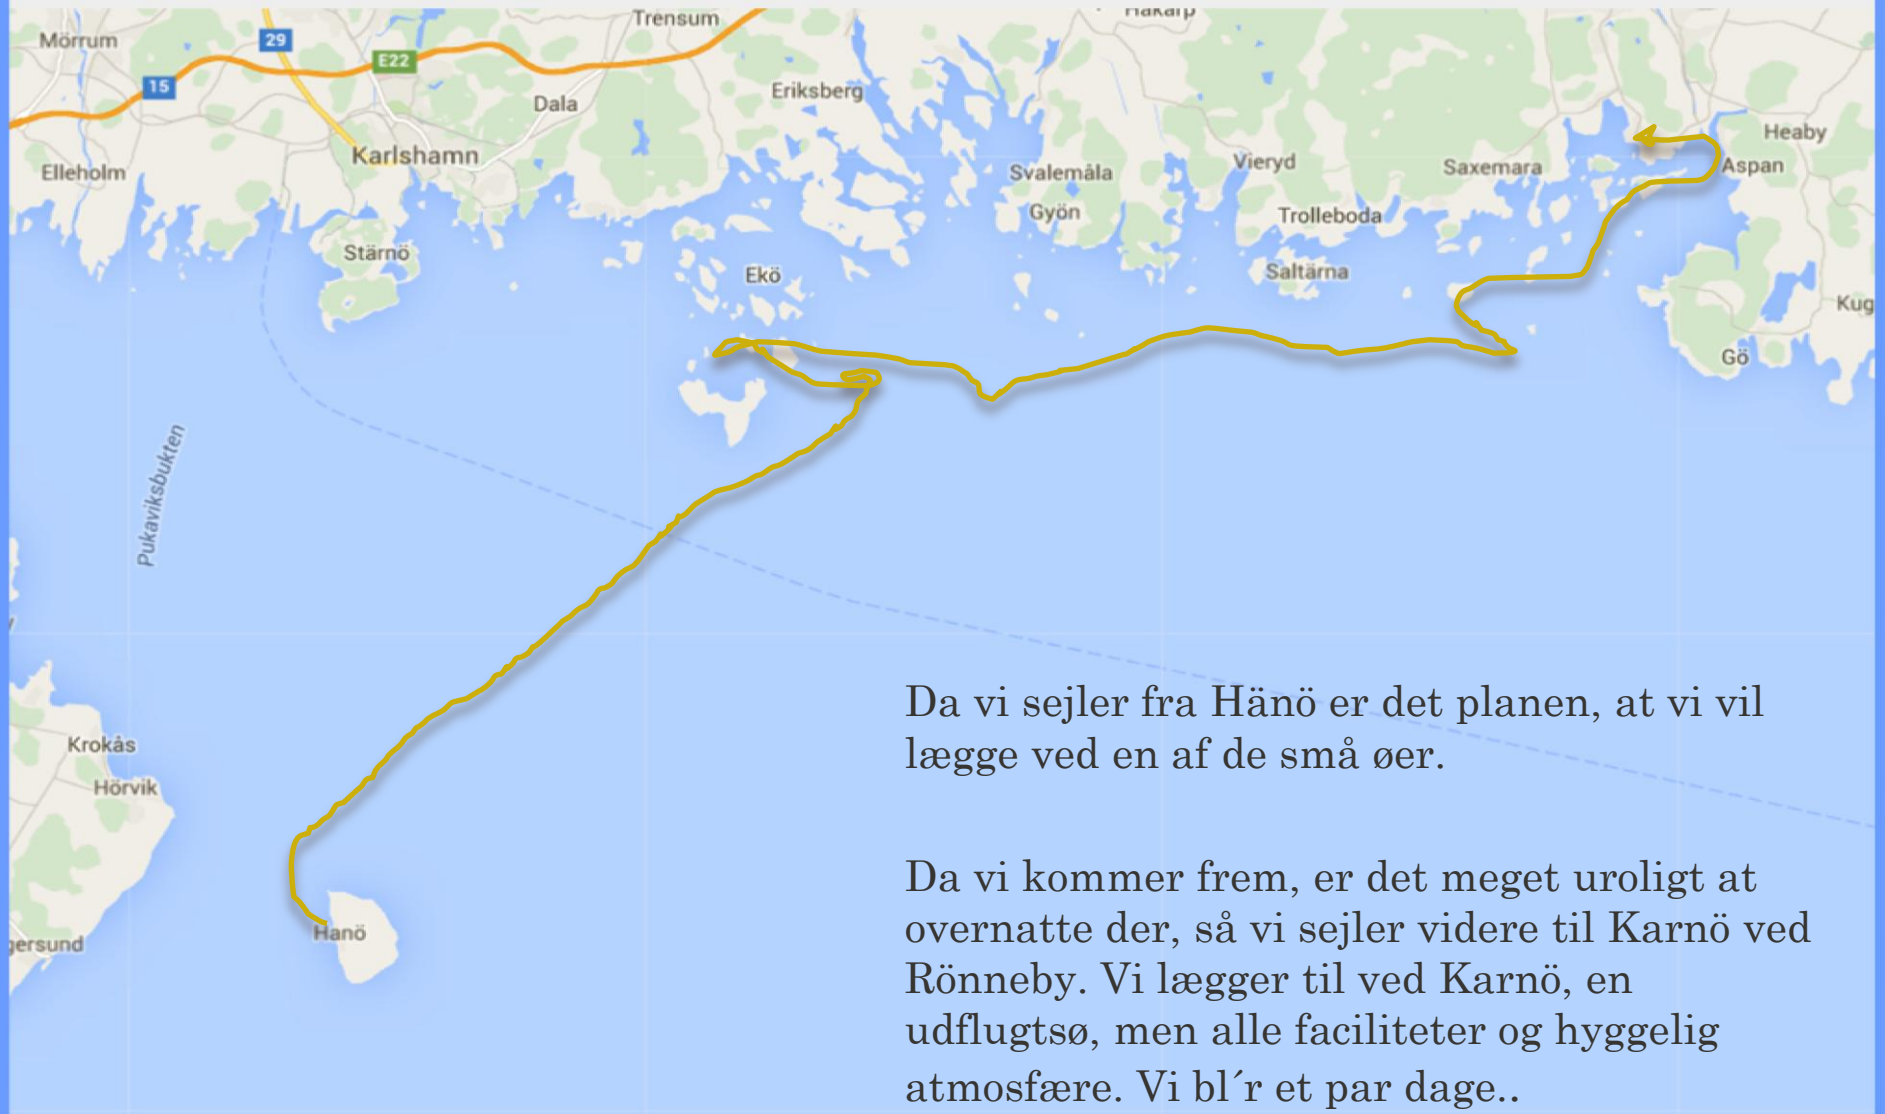 Trensum
Hakarp
Mörrum
29
E22
15
Eriksberg
Dala
Heaby
Karlshamn
Elleholm
Svalemåla
Vieryd
Saxemara
Aspan
Gyön
Trolleboda
Stärnö
Ekö
Saltärna
Kug
Gö
Pukaviksbukten
Krokås
Hörvik
Hanö
gersund
Da vi sejler fra Hänö er det planen, at vi vil
lægge ved en af de små øer.
Da vi kommer frem, er det meget uroligt at
overnatte der, så vi sejler videre til Karnö ved
Rönneby. Vi lægger til ved Karnö, en
udflugtsø, men alle faciliteter og hyggelig
atmosfære. Vi bl´r et par dage..